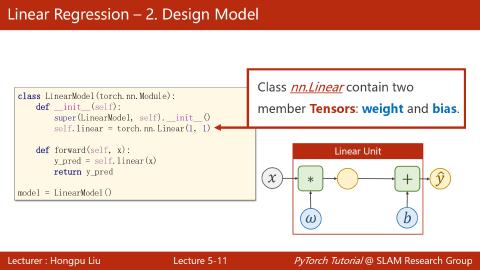 Linear Regression – 2. Design Model
class LinearModel(torch.nn.Module):
def __init__(self):
super(LinearModel, self).__init__()
self.linear = torch.nn.Linear(1, 1)
def forward(self, x):
y_pred = self.linear(x)
return y_pred
model = LinearModel()
Class nn.Linear contain two
member Tensors: weight and bias.
Linear Unit
x * + ŷ
ω b
Lecturer : Hongpu Liu Lecture 5-11 PyTorch Tutorial @ SLAM Research Group